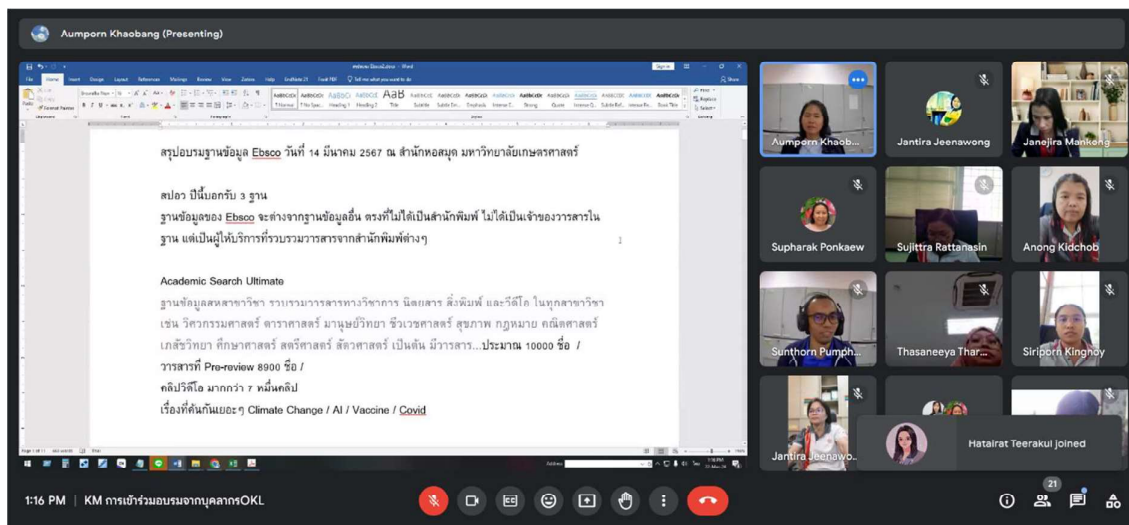 Aumporn Khaobang (Presenting)
File Home Insert Design Layout References Mailings Review View Zotero Help EndNote 21 Foxit PDF Tell me what you want to do
สรุปอบรมฐานข้อมูล Ebsco วันที่ 14 มีนาคม 2567 ณ สำนักหอสมุด มหาวิทยาลัยเกษตรศาสตร์
สปอว ปีนี้บอกรับ 3 ฐาน
ฐานข้อมูลของ Ebsco จะต่างจากฐานข้อมูลอื่น ตรงที่ไม่ได้เป็นสำนักพิมพ์ ไม่ได้เป็นเจ้าของวารสารใน
ฐาน แต่เป็นผู้ให้บริการที่รวบรวมวารสารจากสำนักพิมพ์ต่างๆ
Academic Search Ultimate
ฐานข้อมูลสหสาขาวิชา รวบรวมวารสารทางวิชาการ นิตยสาร สิ่งพิมพ์ และวีดีโอ ในทุกสาขาวิชา
เช่น วิศวกรรมศาสตร์ ดาราศาสตร์ มานุษย์วิทยา ชีวเวชศาสตร์ สุขภาพ กฎหมาย คณิตศาสตร์
เภสัชวิทยา ศึกษาศาสตร์ สตรีศาสตร์ สัตวศาสตร์ เป็นต้น มีวารสาร...ประมาณ 10000 ชื่อ /
วารสารที่ Pre-review 8900 ชื่อ /
คลิปวิดีโอ มากกว่า 7 หมื่นคลิป
เรื่องที่ค้นกันเยอะๆ Climate Change / AI / Vaccine / Covid
Aumporn Khaob...
Jantira Jeenawong
Janejira Mankong
Supharak Ponkaew
Sujittra Rattanasin
Anong Kidchob
Sunthorn Pumph...
Thasaneeya Thar...
Siriporn Kinghoy
Jantira Jeenawo...
Hatairat Teerakul joined
1:16 PM | KM การเข้าร่วมอบรมจากบุคลากรOKL
21